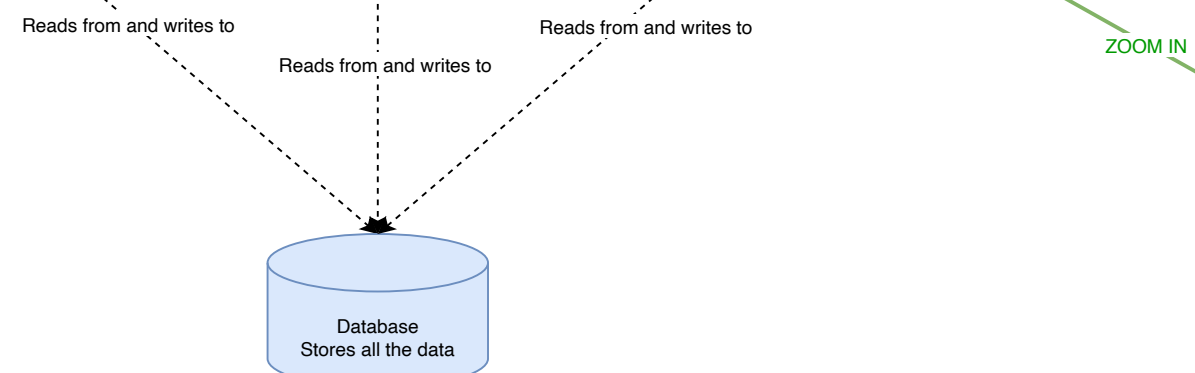 Reads from and writes to
Reads from and writes to
ZOOM IN
Reads from and writes to
Database
Stores all the data